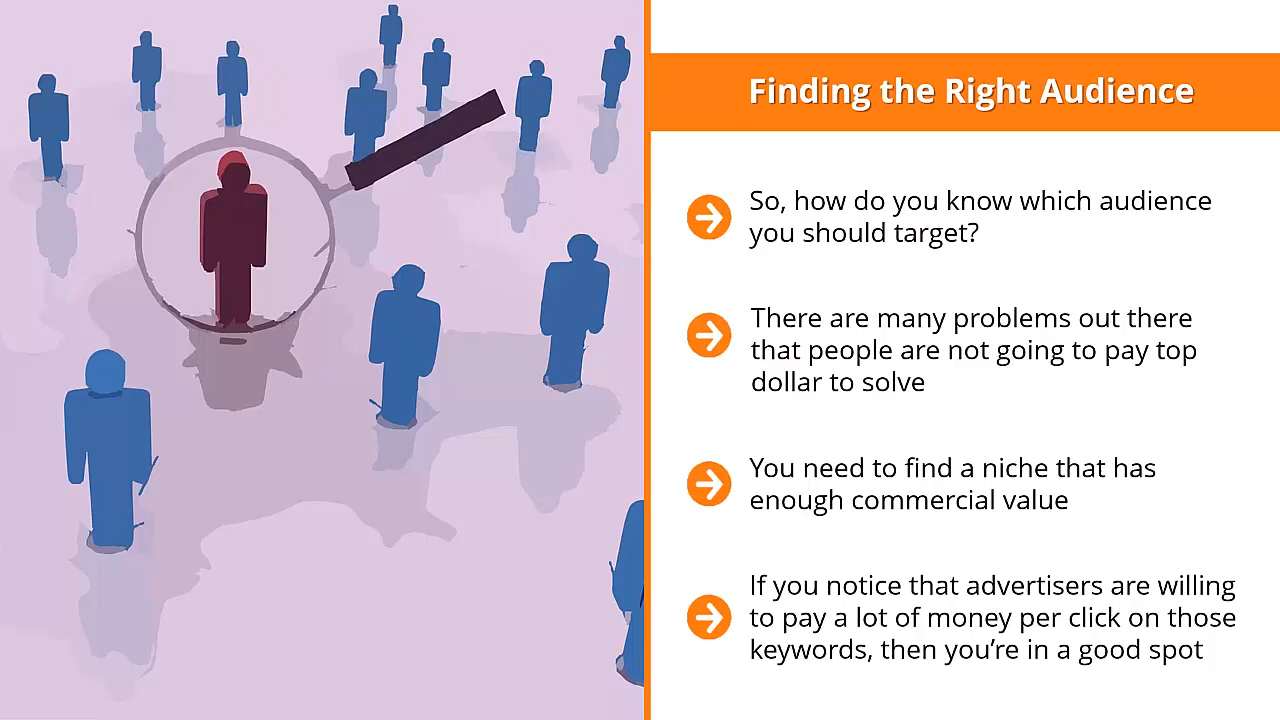 Finding the Right Audience
So, how do you know which audience
you should target?
There are many problems out there
that people are not going to pay top
dollar to solve
You need to find a niche that has
enough commercial value
If you notice that advertisers are willing
to pay a lot of money per click on those
keywords, then you’re in a good spot